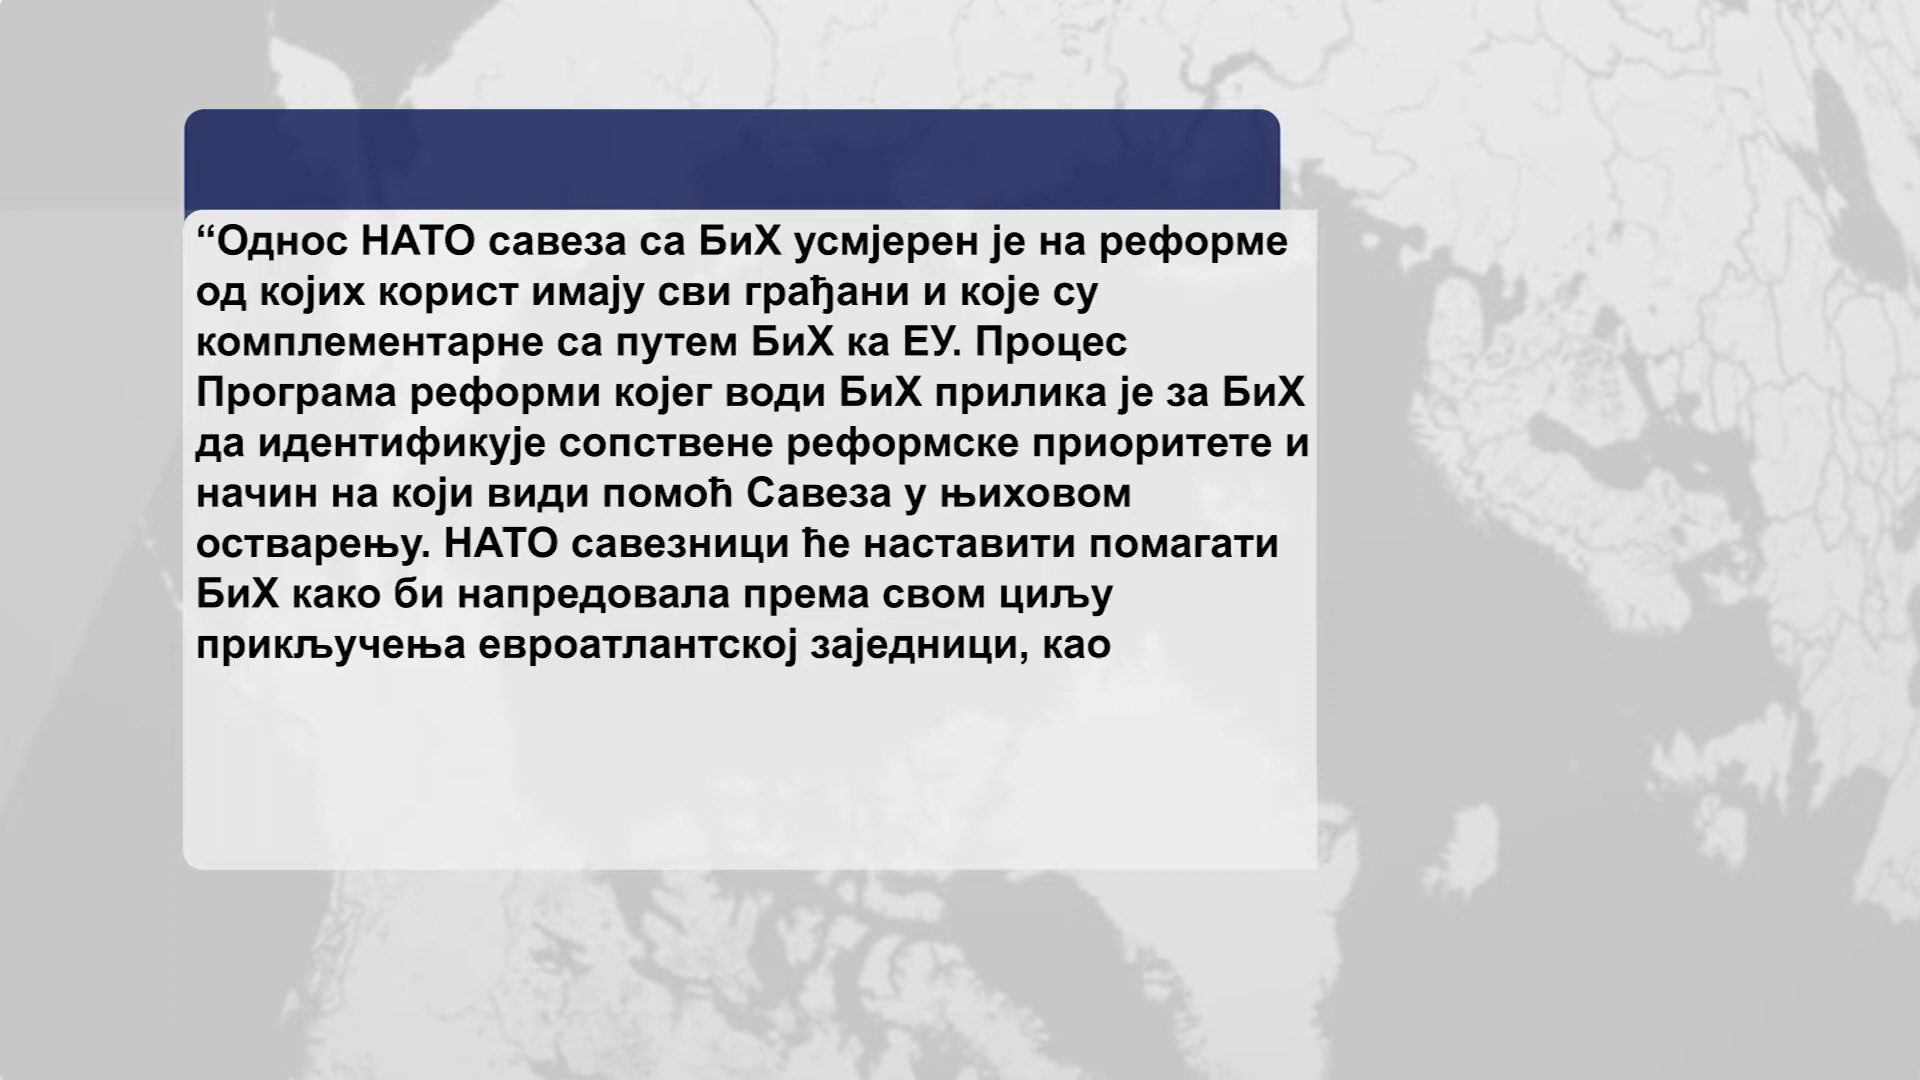 “Однос НАТО савеза са БиХ усмјерен је на реформе
од којих корист имају сви грађани и које су
комплементарне са путем БиХ ка ЕУ. Процес
Програма реформи којег води БиХ прилика је за БиХ
да идентификује сопствене реформске приоритете и
начин на који види помоћ Савеза у њиховом
остварењу. НАТО савезници ће наставити помагати
БиХ како би напредовала према свом циљу
прикључења евроатлантској заједници, као